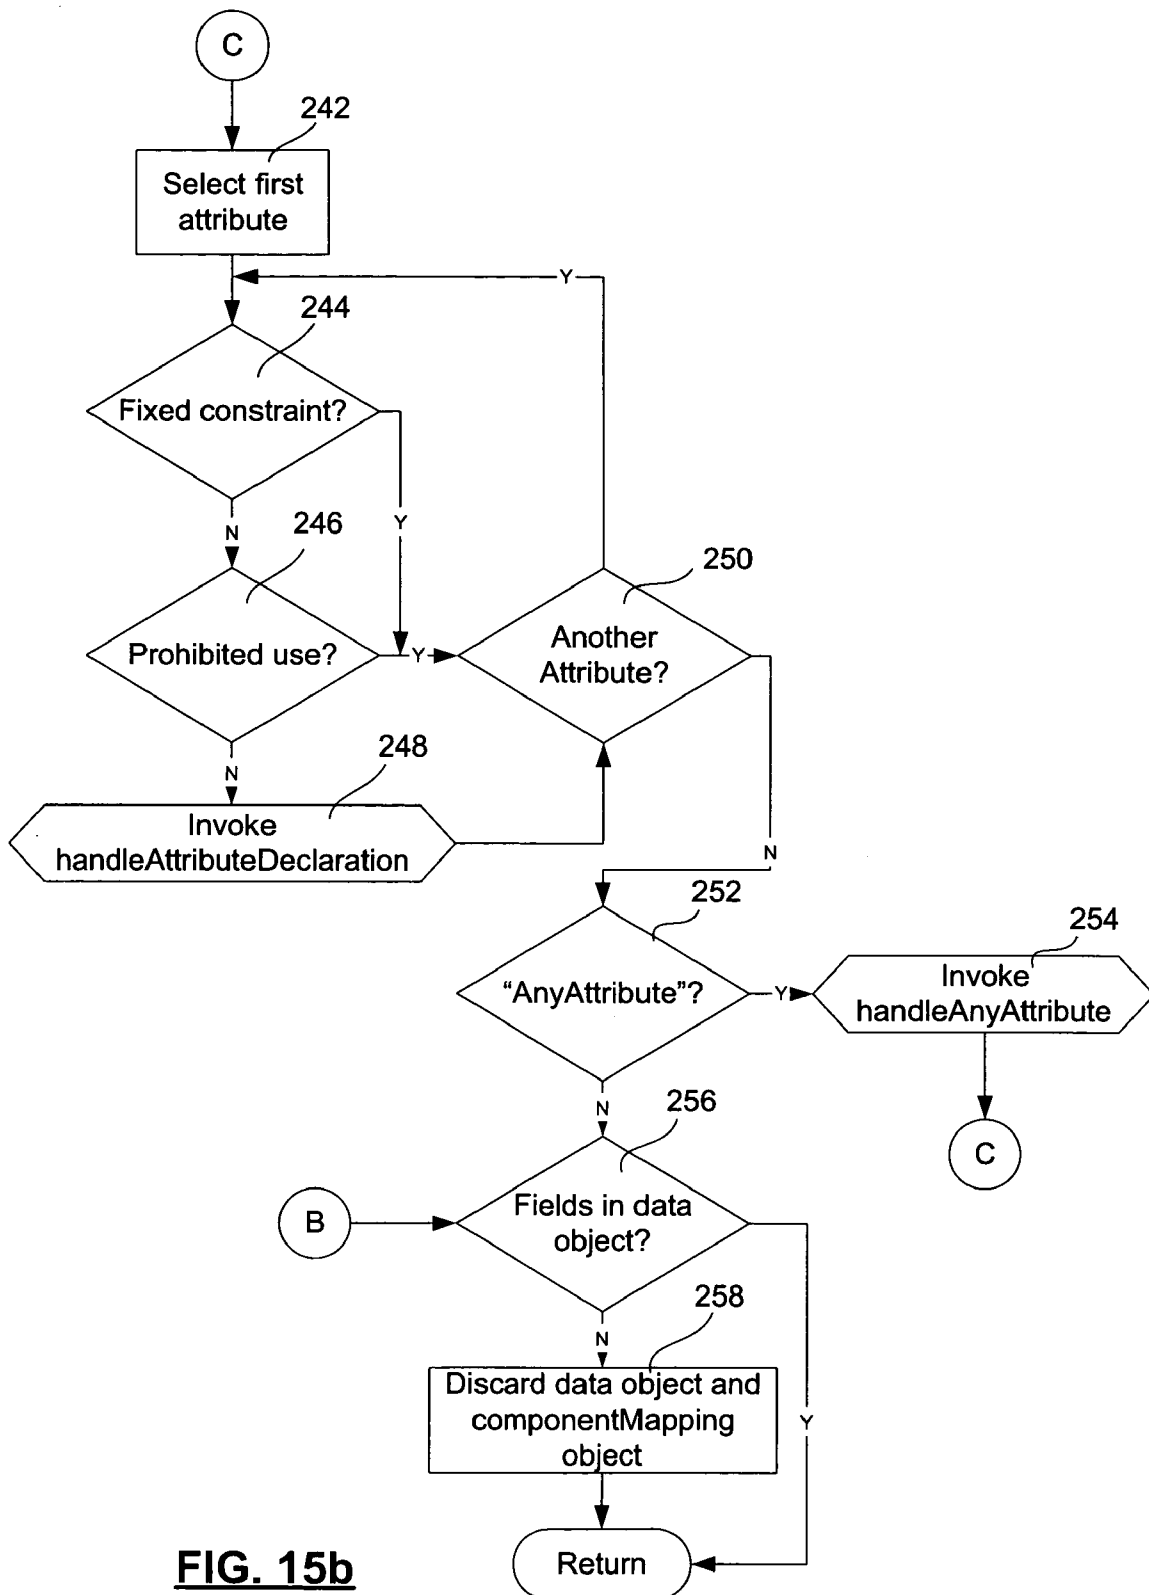 C
242
Select first
attribute
Y
244
Fixed constraint?
N
Y
246
Prohibited use?
Y
250
Another
Attribute?
N
248
Invoke
handleAttributeDeclaration
N
252
"AnyAttribute"?
Y
254
Invoke
handleAnyAttribute
N
256
C
B
Fields in data
object?
258
N
Discard data object and
componentMapping
object
Y
Return
FIG. 15b